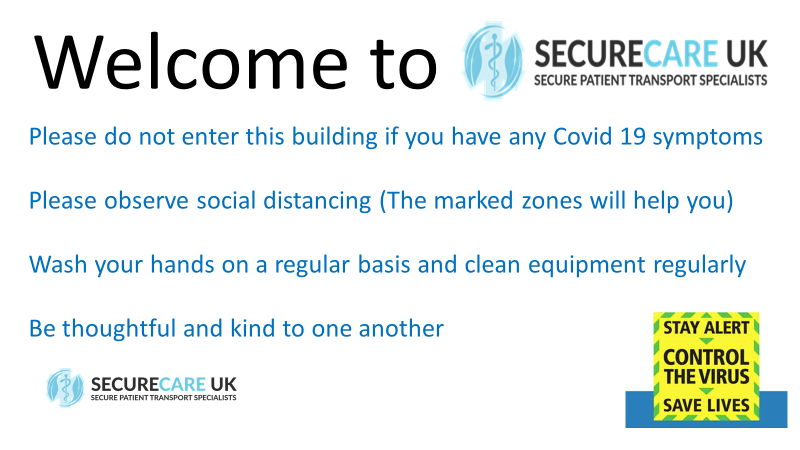 Welcome to
SECURECARE UK
SECURE PATIENT TRANSPORT SPECIALISTS
Please do not enter this building if you have any Covid 19 symptoms
Please observe social distancing (The marked zones will help you)
Wash your hands on a regular basis and clean equipment regularly
Be thoughtful and kind to one another
SECURECARE UK
SECURE PATIENT TRANSPORT SPECIALISTS
STAY ALERT
CONTROL
THE VIRUS
SAVE LIVES